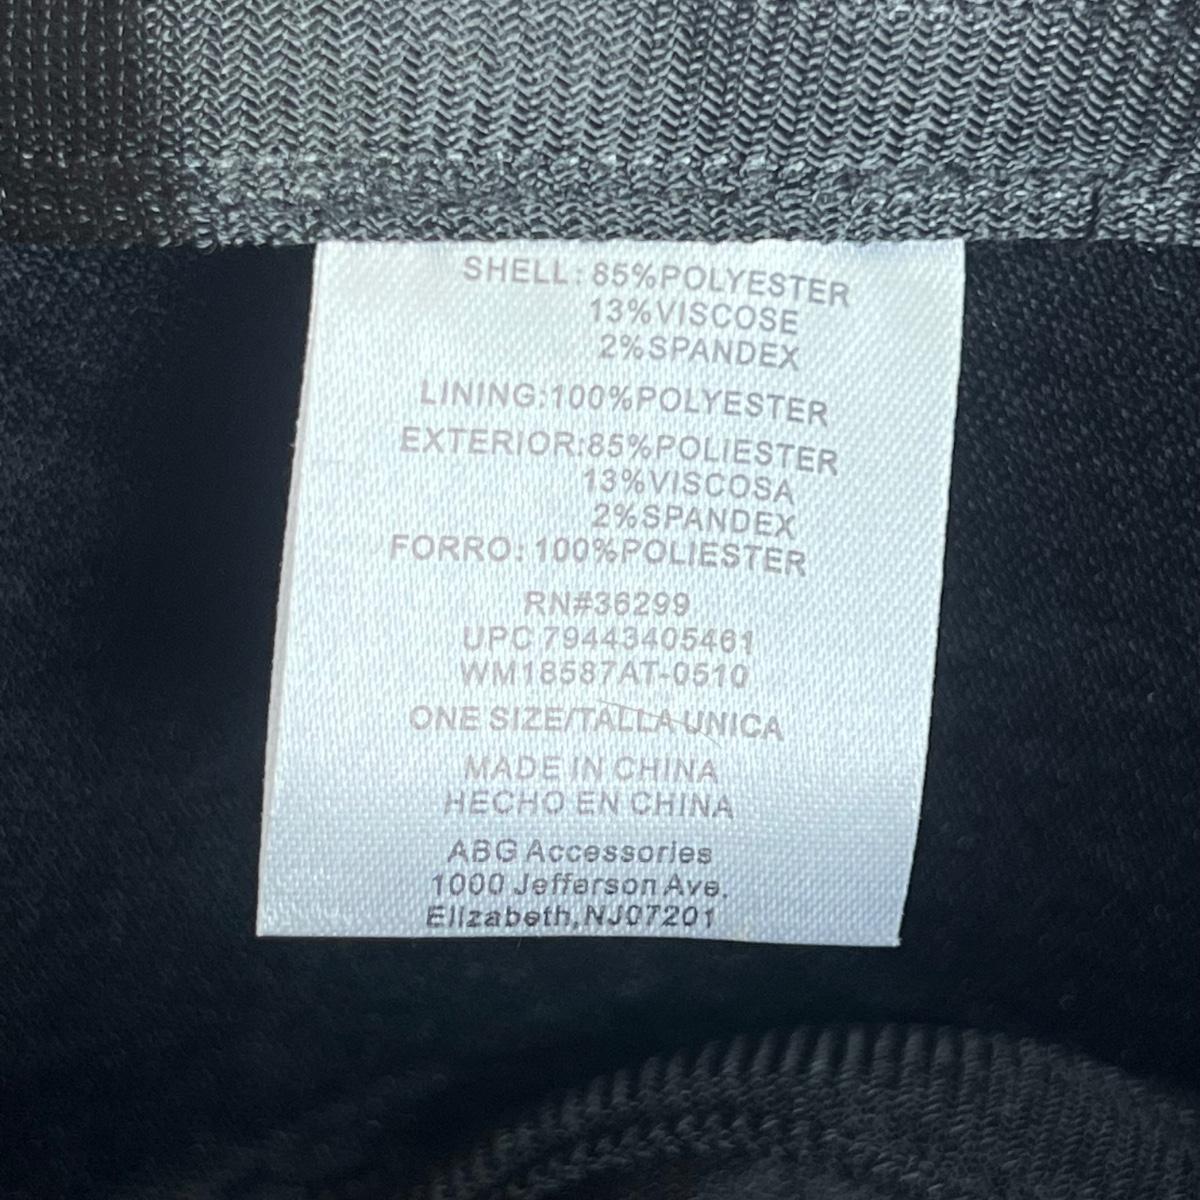 SHELL: 85%POLYESTER
13%VISCOSE
2%SPANDEX
LINING:100%POLYESTER
EXTERIOR:85%POLIESTER
13%VISCOSA
2%SPANDEX
FORRO: 100%POLIESTER
RN#36299
UPC 79443405461
WM18587AT-0510
ONE SIZE/TALLA UNICA
MADE IN CHINA
HECHO EN CHINA
ABG Accessories
1000 Jefferson Ave.
Elizabeth,NJ07201